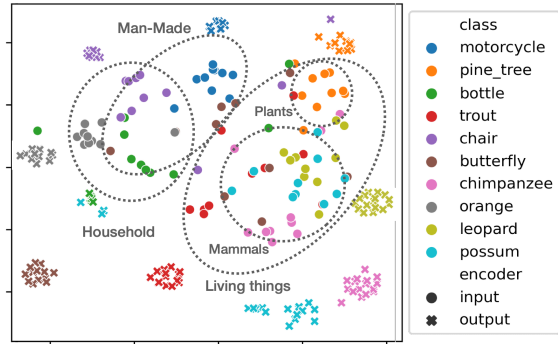 Man-Made
Plants
Household
Mammals
Living things
class
motorcycle
pine_tree
bottle
trout
chair
butterfly
chimpanzee
orange
leopard
possum
encoder
input
output